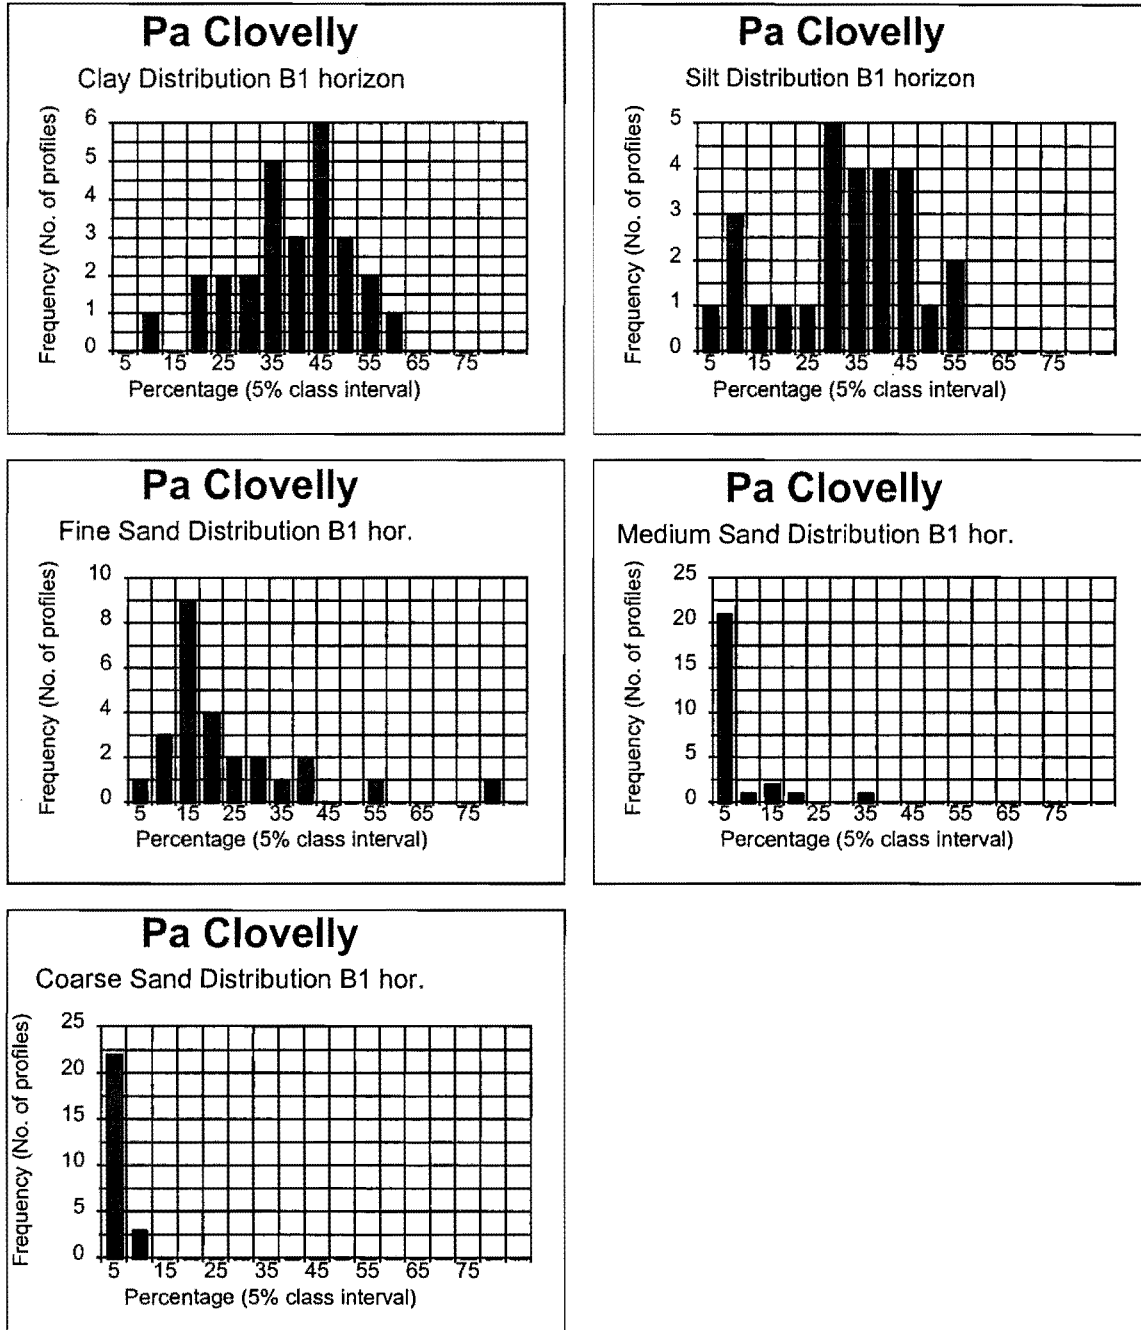 Pa Clovelly
Clay Distribution B1 horizon
Frequency (No. of profiles)
6
5
4
3
2
1
0
5 15 25 35 45 55 65 75
Percentage (5% class interval)
Pa Clovelly
Silt Distribution B1 horizon
Frequency (No. of profiles)
5
4
3
2
1
0
5 15 25 35 45 55 65 75
Percentage (5% class interval)
Pa Clovelly
Fine Sand Distribution B1 hor.
Frequency (No. of profiles)
10
8
6
4
2
0
5 15 25 35 45 55 65 75
Percentage (5% class interval)
Pa Clovelly
Medium Sand Distribution B1 hor.
Frequency (No. of profiles)
25
20
15
10
5
0
5 15 25 35 45 55 65 75
Percentage (5% class interval)
Pa Clovelly
Coarse Sand Distribution B1 hor.
Frequency (No. of profiles)
25
20
15
10
5
0
5 15 25 35 45 55 65 75
Percentage (5% class interval)